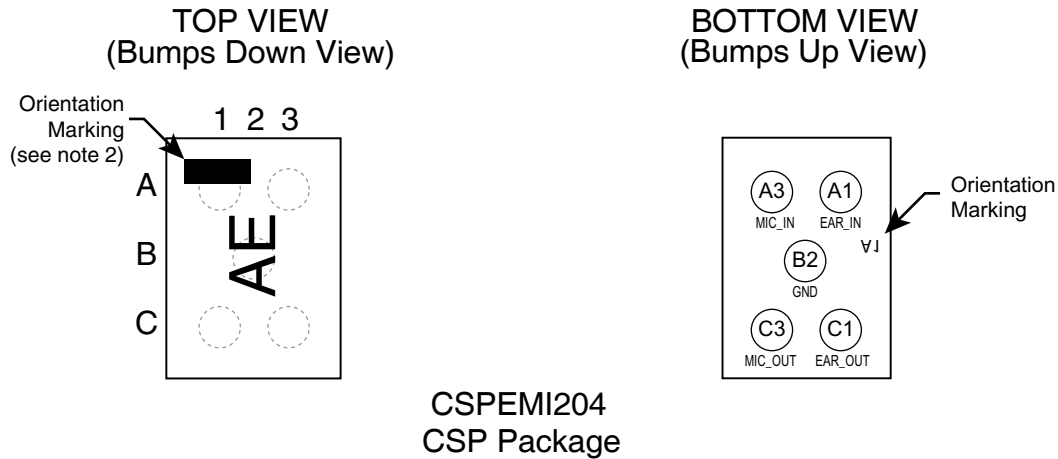 TOP VIEW
(Bumps Down View)
Orientation
Marking
(see note 2)
1 2 3
A
B
C
AE
BOTTOM VIEW
(Bumps Up View)
A3
A1
MIC_IN
EAR_IN
Orientation
Marking
A1
B2
GND
C3
C1
MIC_OUT
EAR_OUT
CSPEMI204
CSP Package